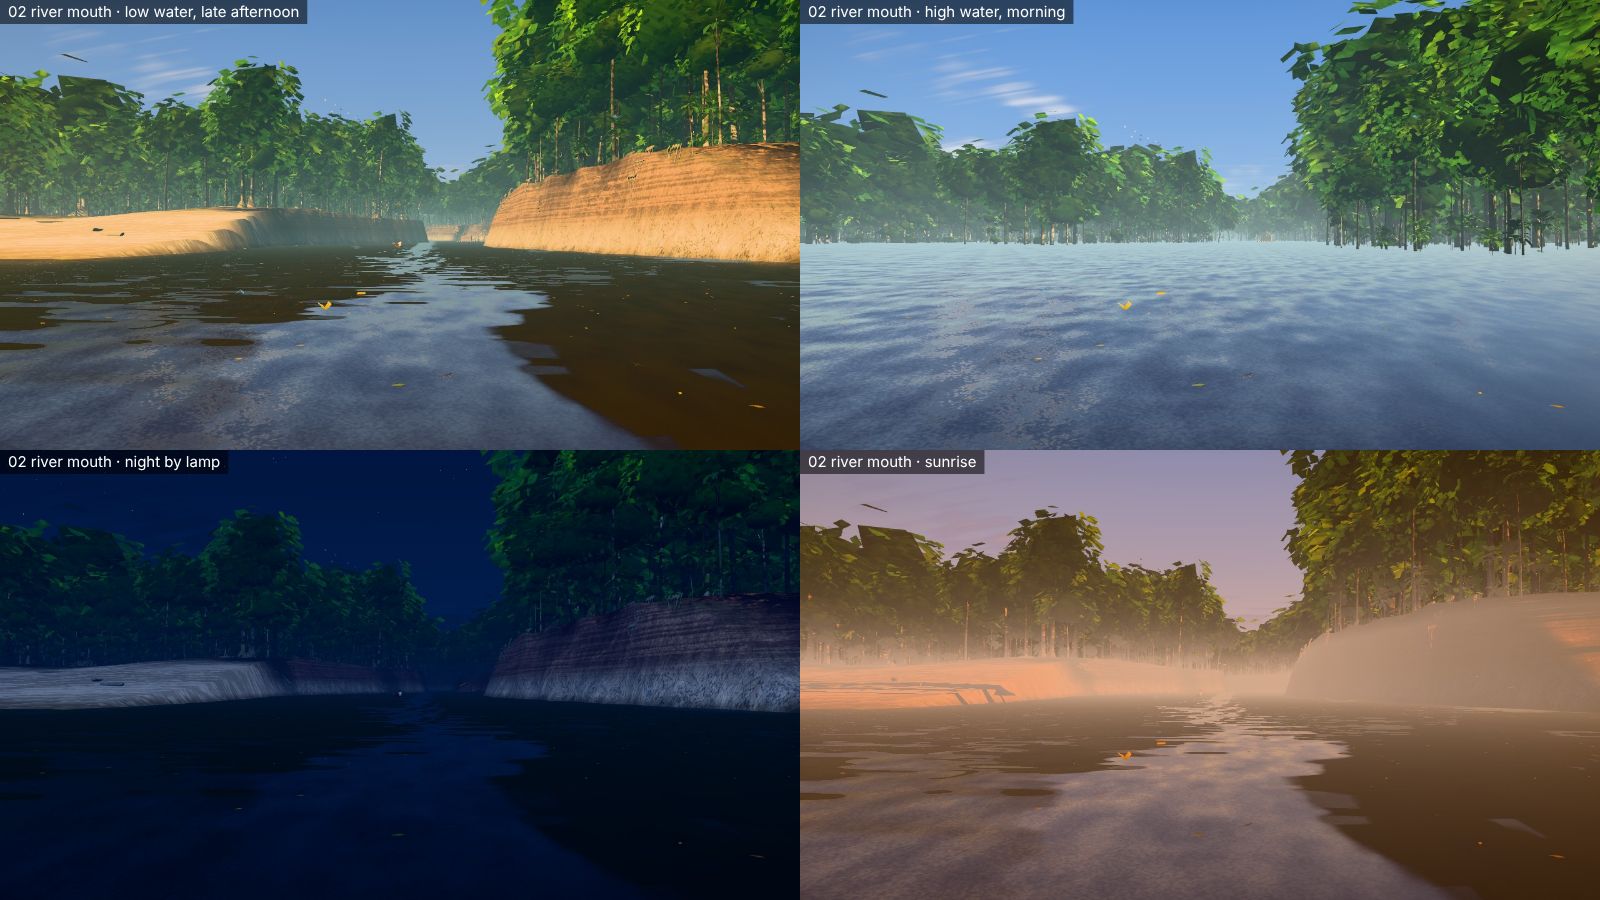 02 river mouth · low water, late afternoon
02 river mouth · high water, morning
02 river mouth · night by lamp
02 river mouth · sunrise